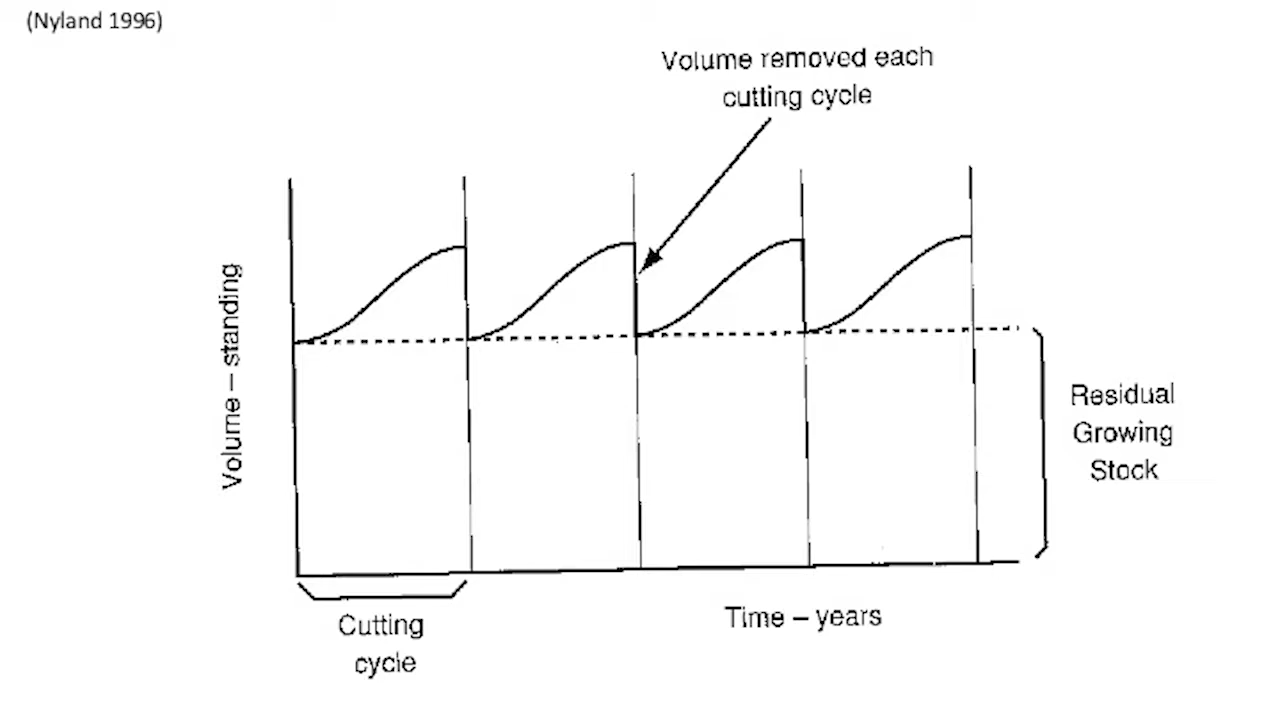 (Nyland 1996)
Volume removed each
cutting cycle
Volume – standing
Residual
Growing
Stock
Cutting
cycle
Time – years